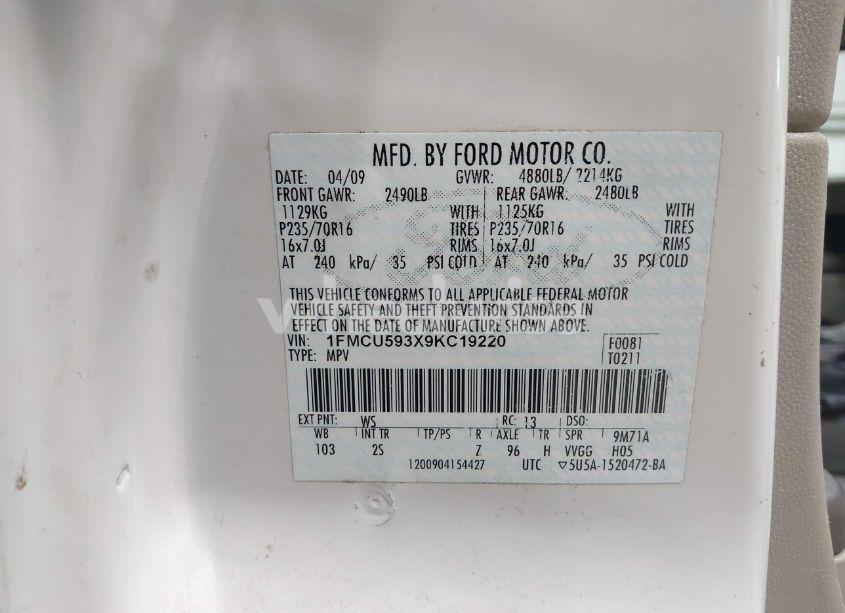 MFD. BY FORD MOTOR CO.
DATE: 04/09 GVWR: 4880LB/ 2214KG
FRONT GAWR: 2490LB REAR GAWR: 2480LB
1129KG WITH 1125KG WITH
P235/70R16 TIRES P235/70R16 TIRES
16x7.0J RIMS 16x7.0J RIMS
AT 240 kPa/ 35 PSI COLD AT 240 kPa/ 35 PSI COLD
THIS VEHICLE CONFORMS TO ALL APPLICABLE FEDERAL MOTOR
VEHICLE SAFETY AND THEFT PREVENTION STANDARDS IN
EFFECT ON THE DATE OF MANUFACTURE SHOWN ABOVE.
VIN: 1FMCU593X9KC19220 F0081
TYPE: MPV T0211
EXT PNT: WS RC: 13 DSO:
WB INT TR TP/PS R AXLE TR SPR 9M71A
103 2S Z 96 H VVGG H05
1200904154427 UTC ▽5U5A-1520472-BA